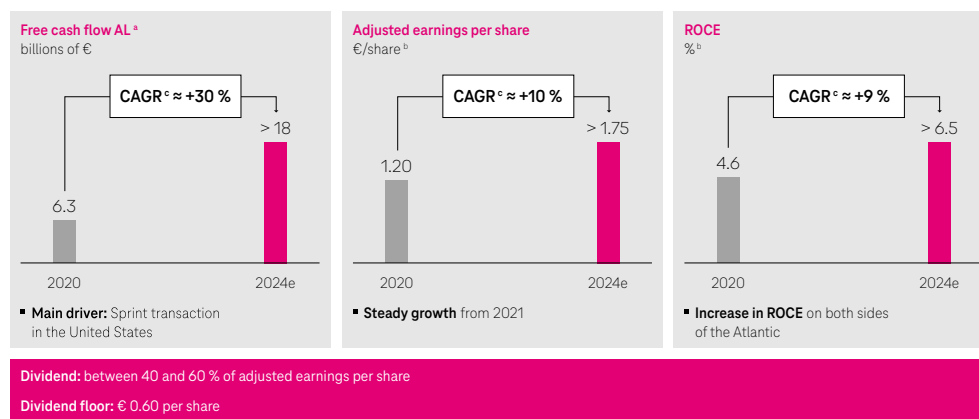 Free cash flow AL ᵃ
billions of €
CAGR ᶜ ≈ +30 %
> 18
6.3
2020
2024e
▪ Main driver: Sprint transaction
in the United States
Adjusted earnings per share
€/share ᵇ
CAGR ᶜ ≈ +10 %
> 1.75
1.20
2020
2024e
▪ Steady growth from 2021
ROCE
% ᵇ
CAGR ᶜ ≈ +9 %
> 6.5
4.6
2020
2024e
▪ Increase in ROCE on both sides
of the Atlantic
Dividend: between 40 and 60 % of adjusted earnings per share
Dividend floor: € 0.60 per share